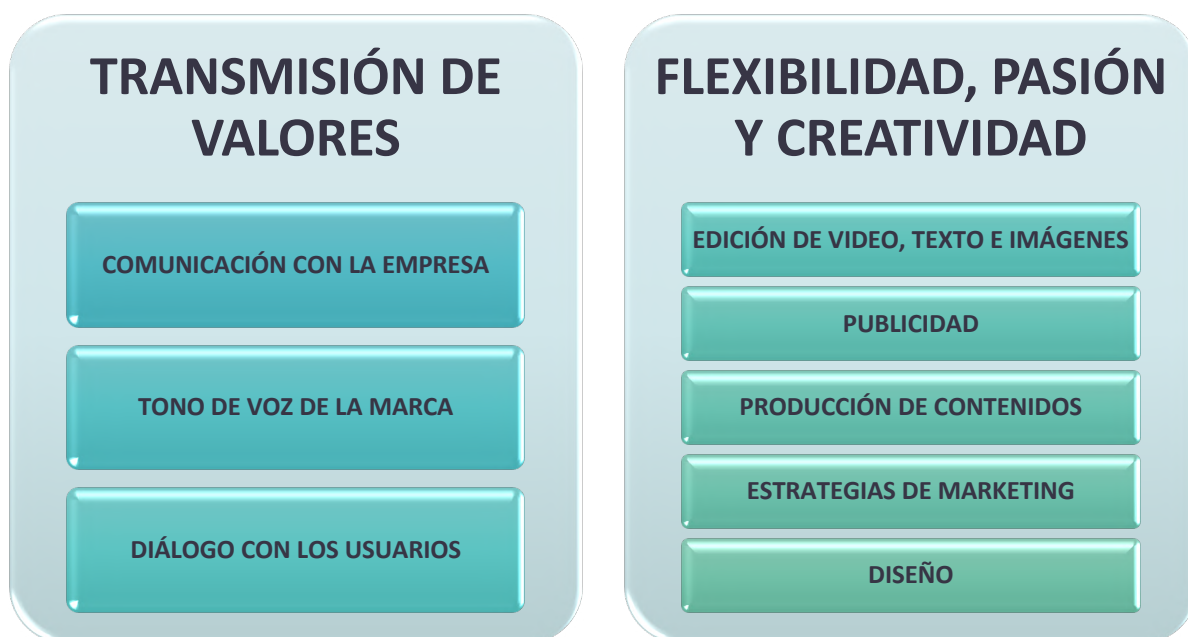 TRANSMISIÓN DE
VALORES
COMUNICACIÓN CON LA EMPRESA
TONO DE VOZ DE LA MARCA
DIÁLOGO CON LOS USUARIOS
FLEXIBILIDAD, PASIÓN
Y CREATIVIDAD
EDICIÓN DE VIDEO, TEXTO E IMÁGENES
PUBLICIDAD
PRODUCCIÓN DE CONTENIDOS
ESTRATEGIAS DE MARKETING
DISEÑO